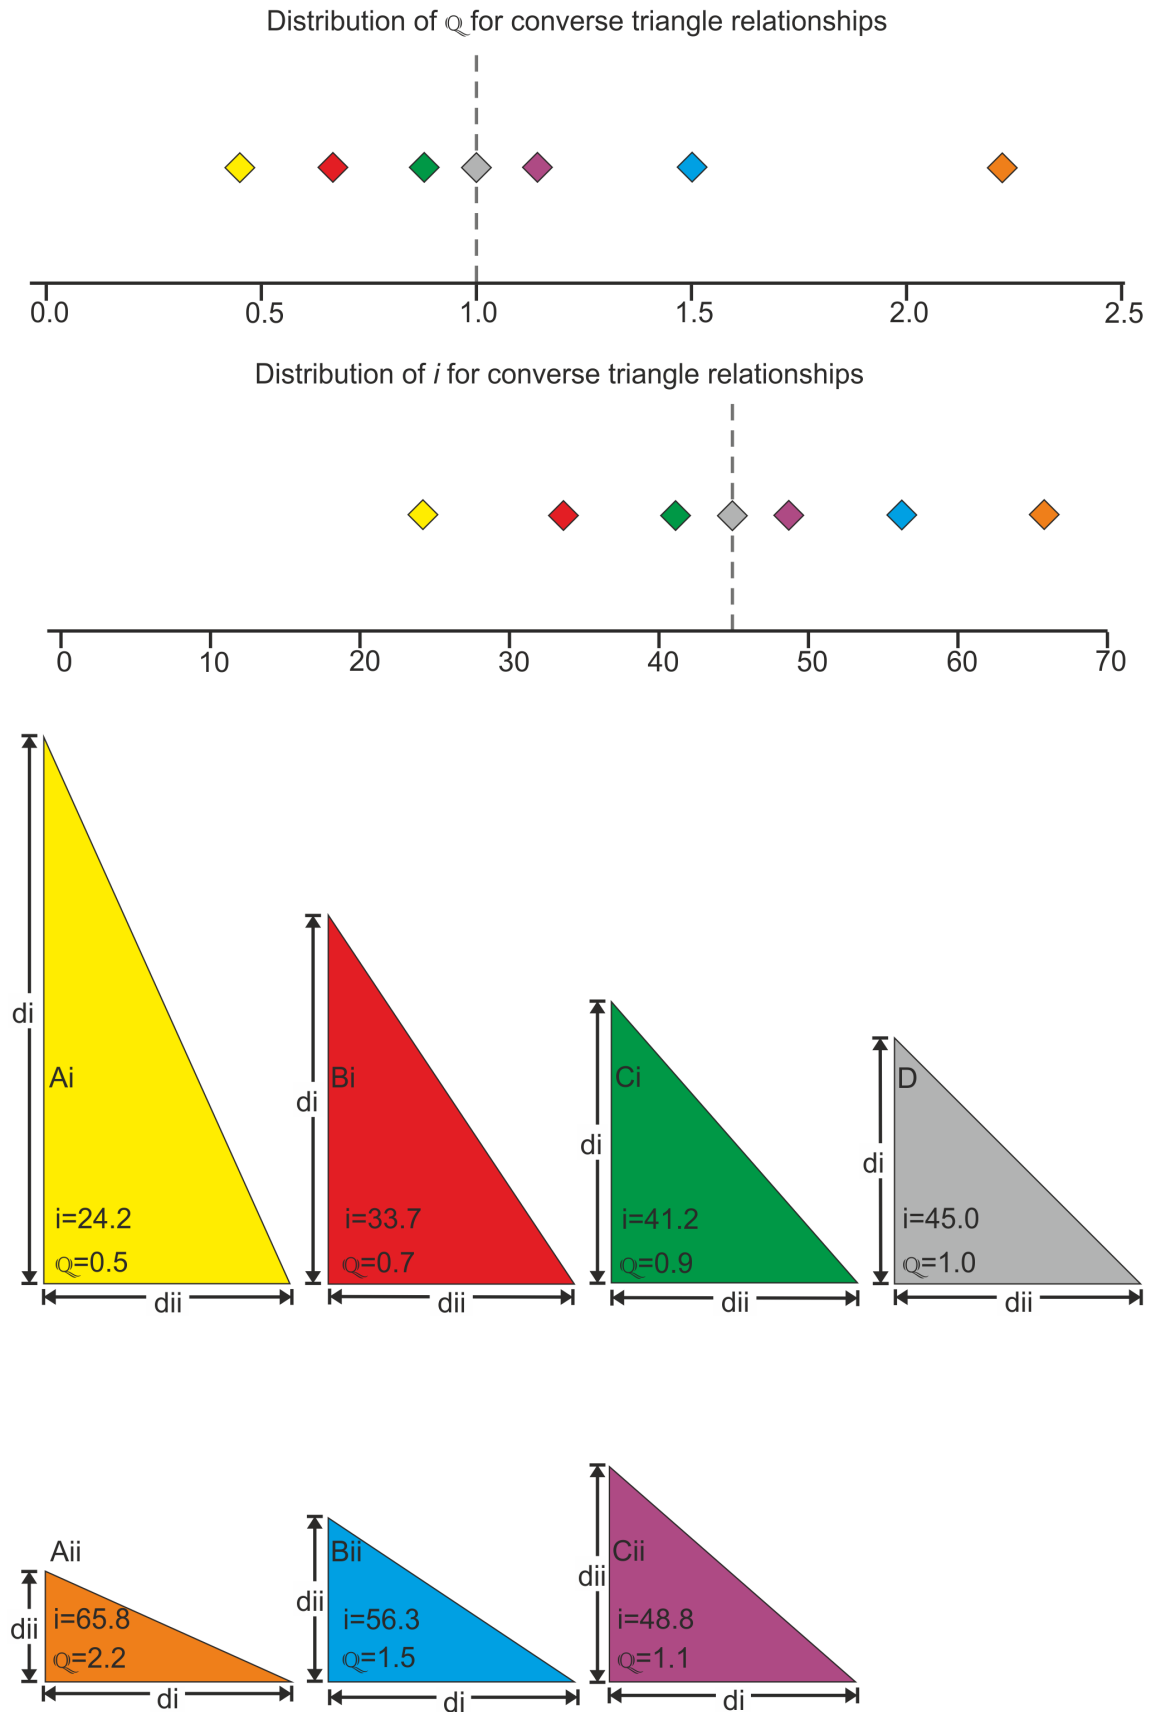 Distribution of ℚ for converse triangle relationships
0.0 0.5 1.0 1.5 2.0 2.5
Distribution of i for converse triangle relationships
0 10 20 30 40 50 60 70
di
Ai
i=24.2
ℚ=0.5
dii
di
Bi
i=33.7
ℚ=0.7
dii
di
Ci
i=41.2
ℚ=0.9
dii
di
D
i=45.0
ℚ=1.0
dii
Aii
dii
i=65.8
ℚ=2.2
di
Bii
dii
i=56.3
ℚ=1.5
di
Cii
dii
i=48.8
ℚ=1.1
di